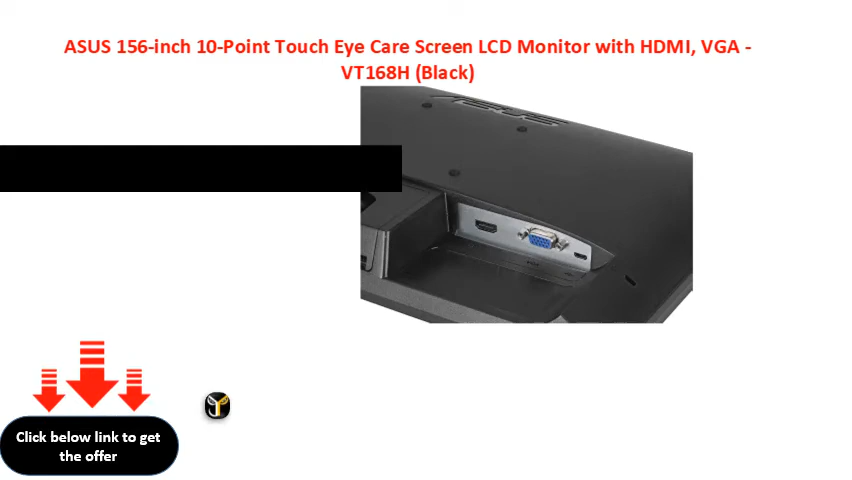 ASUS 156-inch 10-Point Touch Eye Care Screen LCD Monitor with HDMI, VGA -
VT168H (Black)
Click below link to get
the offer